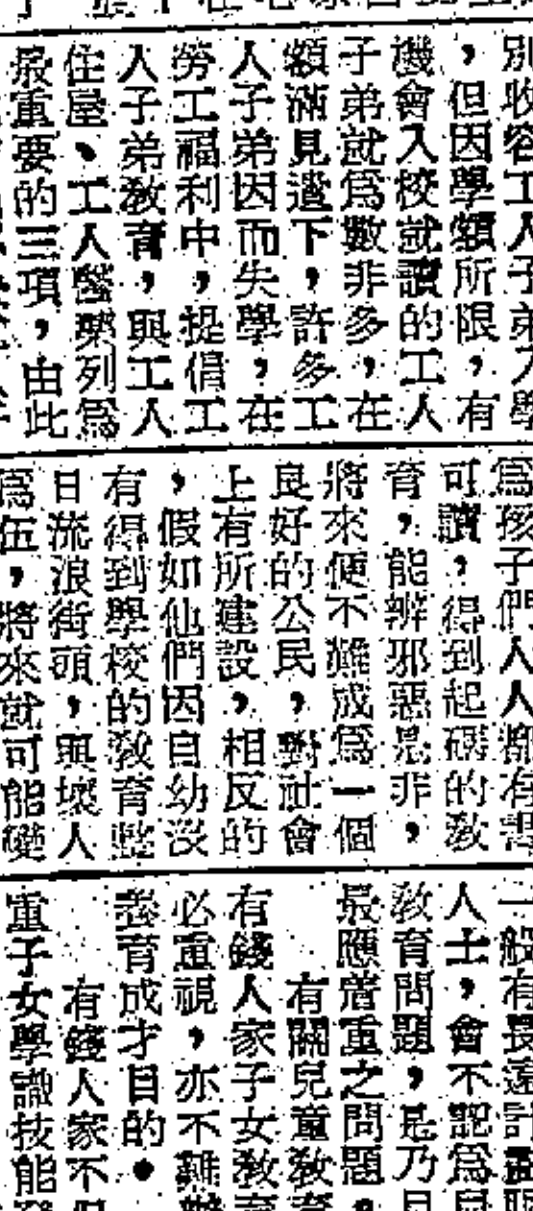 別收容工人子弟入學
，但因學額所限，有
機會入校就讀的工人
子弟就爲數非多，在
額滿見遺下，許多工
人子弟因而失學，在
勞工福利中，提倡工
人子弟教育，與工人
住屋、工人醫藥列爲
最重要的三項，由此
爲孩子們人人都有書
可讀，得到起碼的教
育，能辨邪惡是非，
將來便不難成爲一個
良好的公民，對社會
上有所建設，相反的
，假如他們因自幼沒
有得到學校的教育整
日流浪街頭，與壞人
爲伍，將來就可能變
一般有長遠計畫
人士，會不認爲
教育問題，是乃
最應着重之問題。
有關兒童教育
有錢人家子女教育
必重視，亦不難
養育成才目的。
有錢人家不但
重子女學識技能